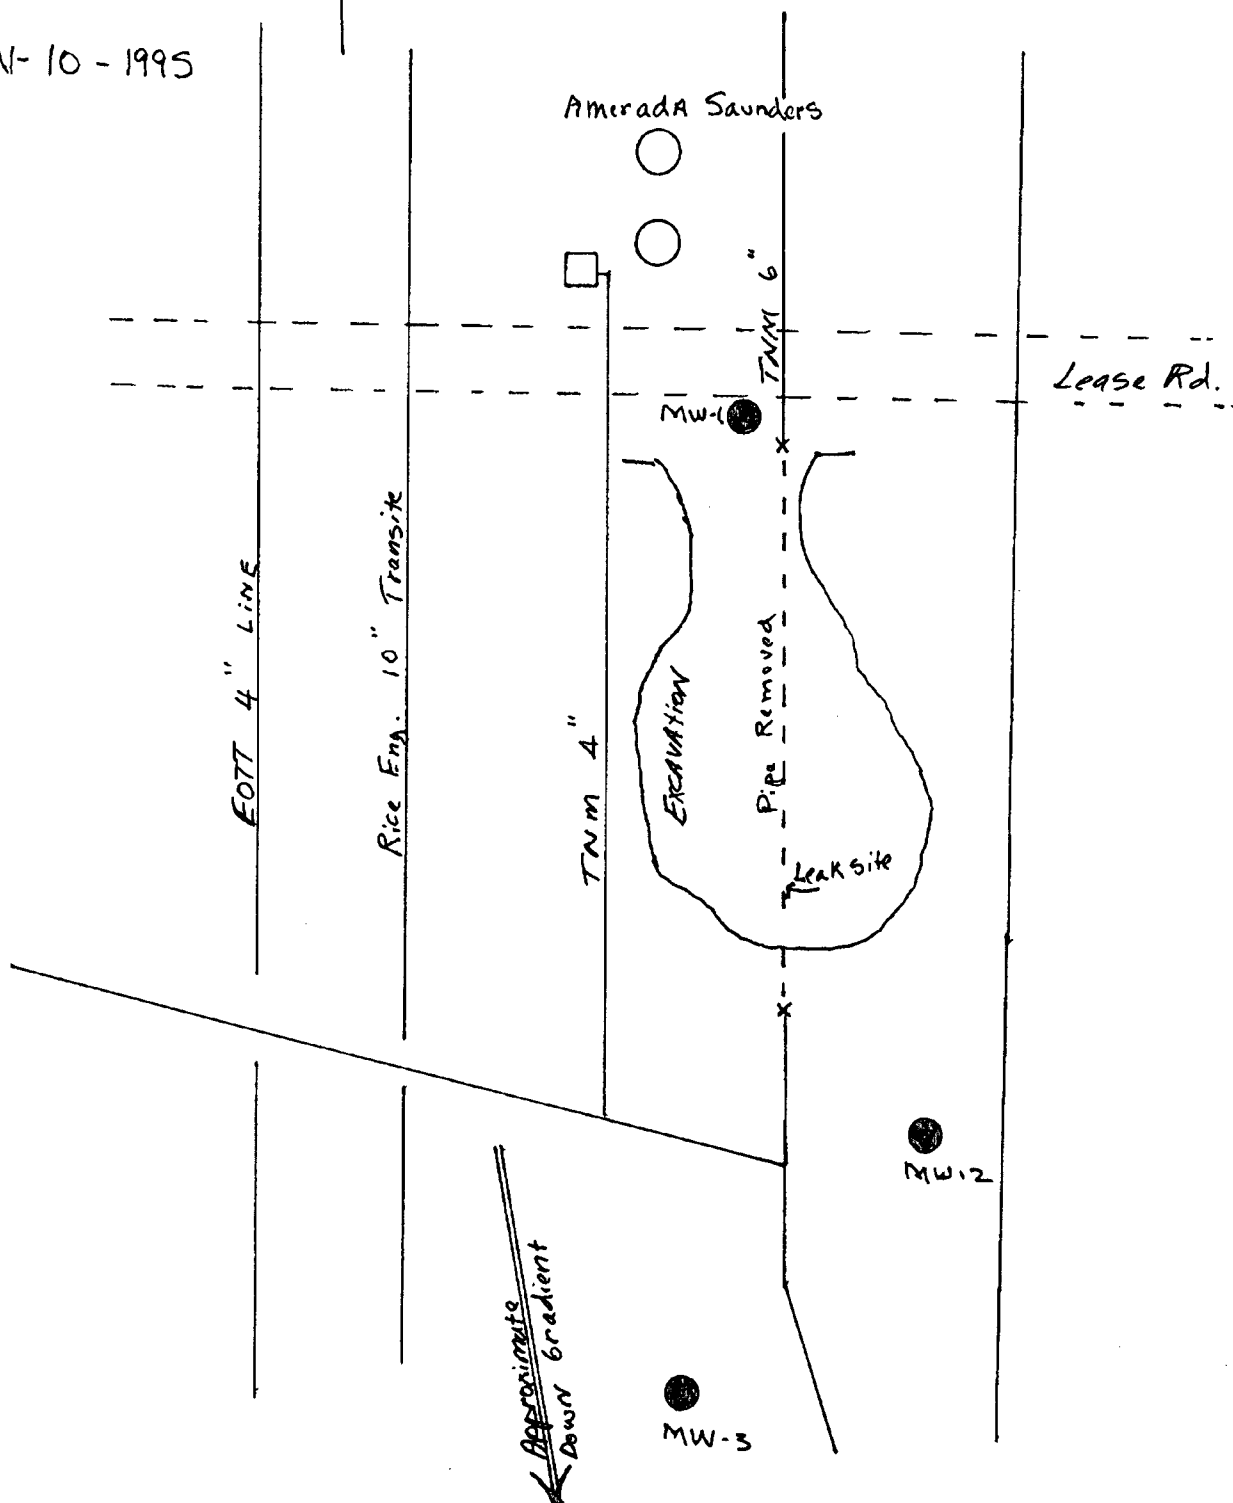 - 10 - 1995
Amerada Saunders
TNM 6"
Lease Rd.
MW-1
EOTT 4" LINE
Rice Eng. 10" Transite
TNM 4"
EXCAVATION
Pipe Removed
Leak site
MW-2
Approximate
Down Gradient
MW-3